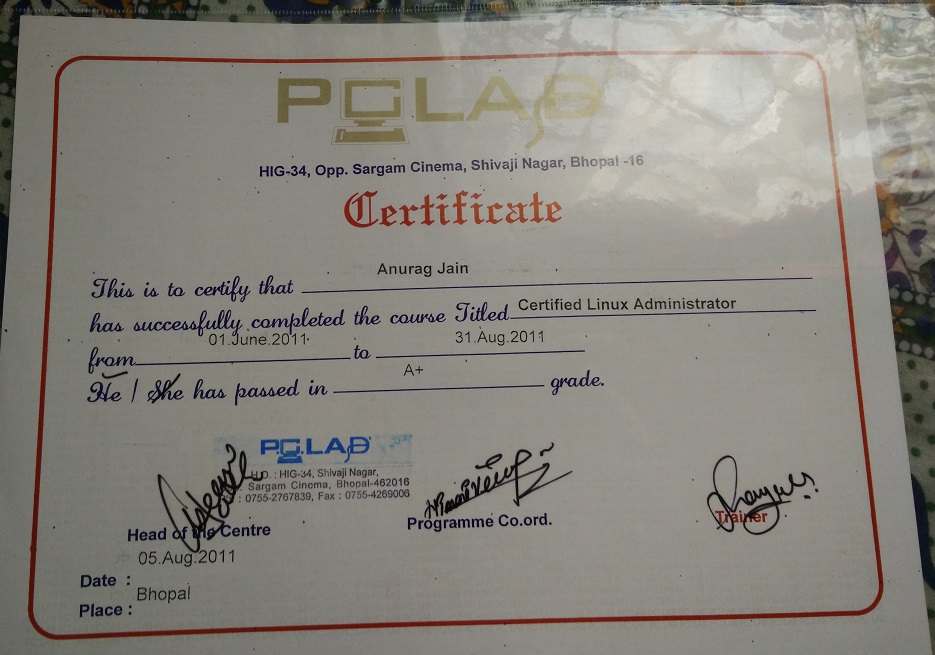 PCLAB
HIG-34, Opp. Sargam Cinema, Shivaji Nagar, Bhopal -16
Certificate
This is to certify that Anurag Jain
has successfully completed the course Titled Certified Linux Administrator
from 01.June.2011 to 31.Aug.2011
He / She has passed in A+ grade.
PCLAB
H.O. : HIG-34, Shivaji Nagar,
Sargam Cinema, Bhopal-462016
: 0755-2767839, Fax : 0755-4269006
Head of the Centre
Programme Co.ord.
Trainer
Date : 05.Aug.2011
Place : Bhopal